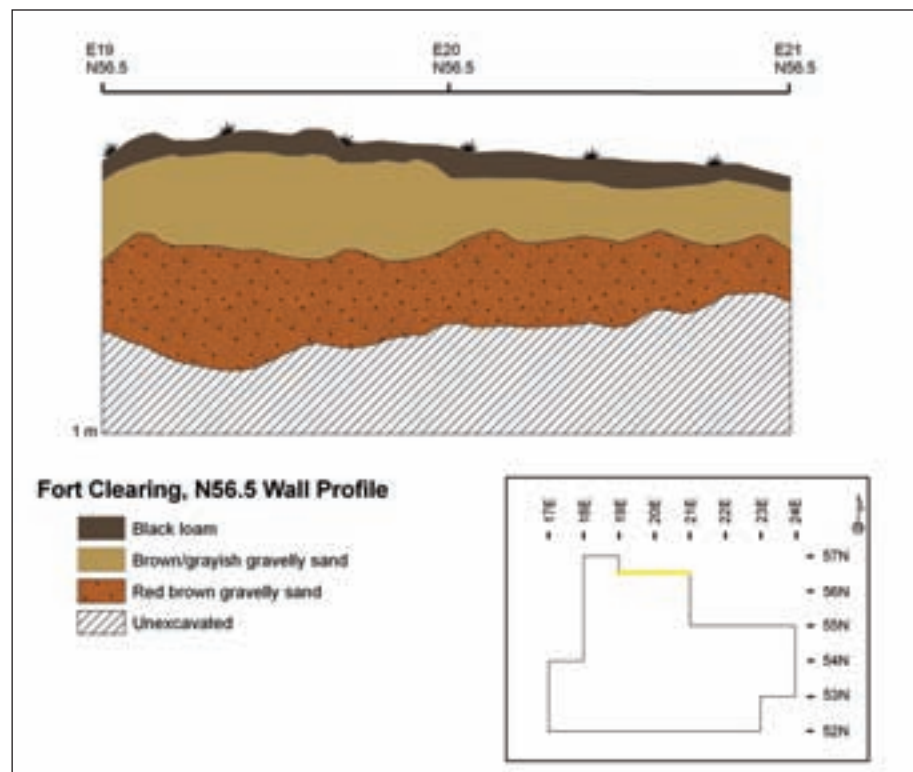 E19
N56.5
E20
N56.5
E21
N56.5
1 m
Fort Clearing, N56.5 Wall Profile
Black loam
Brown/grayish gravelly sand
Red brown gravelly sand
Unexcavated
17E
18E
19E
20E
21E
22E
23E
24E
57N
56N
55N
54N
53N
52N